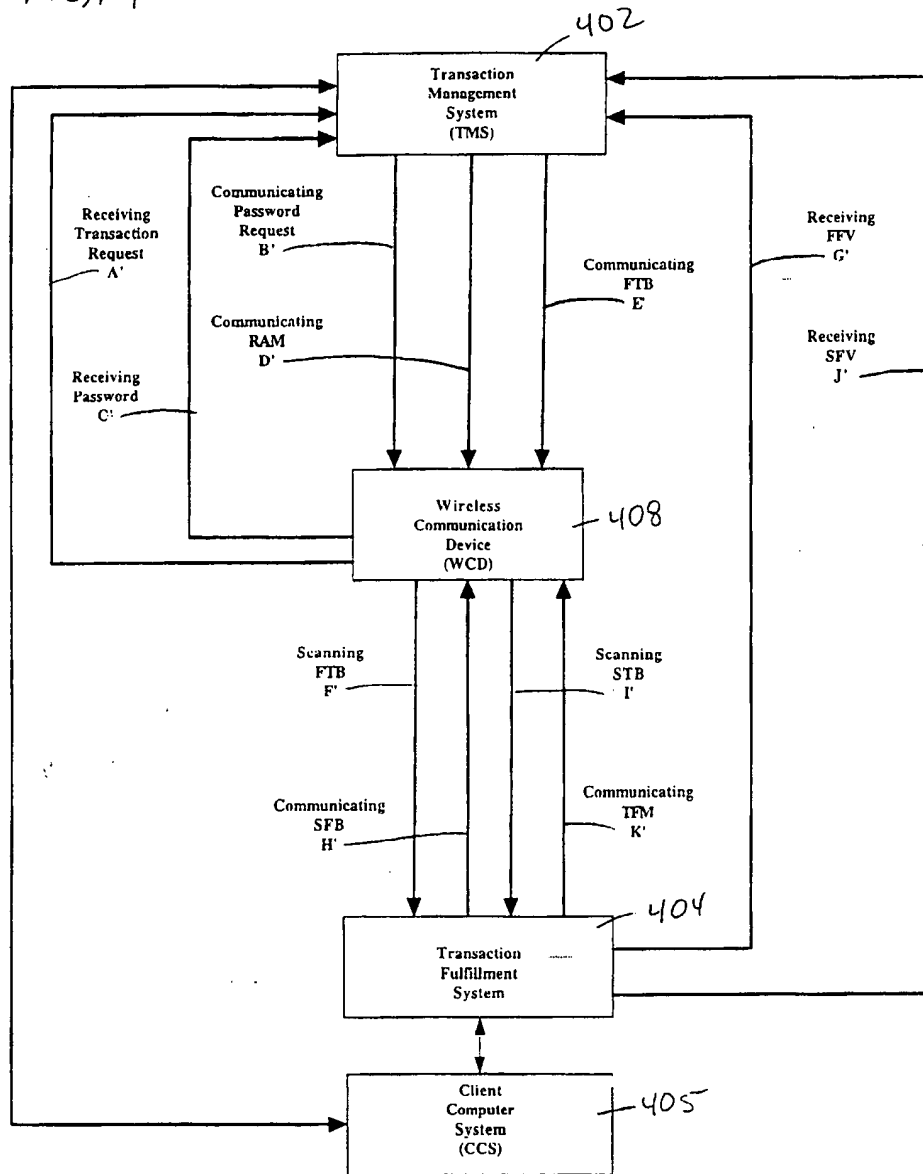 402
Transaction
Management
System
(TMS)
Receiving
Transaction
Request
A'
Communicating
Password
Request
B'
Communicating
RAM
D'
Communicating
FTB
E'
Receiving
FFV
G'
Receiving
SFV
J'
Receiving
Password
C'
Wireless
Communication
Device
(WCD)
408
Scanning
FTB
F'
Scanning
STB
I'
Communicating
SFB
H'
Communicating
TFM
K'
404
Transaction
Fulfillment
System
Client
Computer
System
(CCS)
405